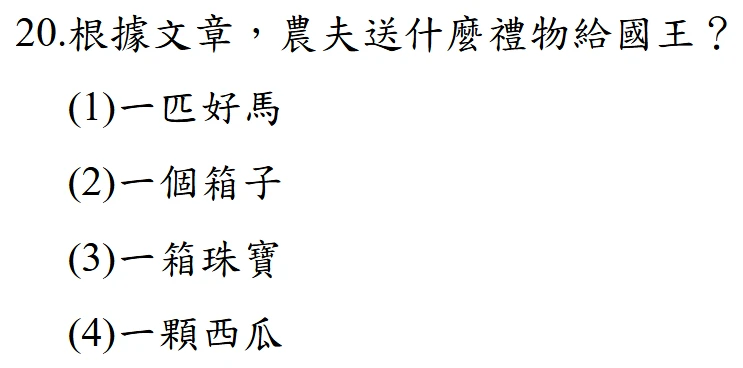 20.根據文章，農夫送什麼禮物給國王？
(1)一匹好馬
(2)一個箱子
(3)一箱珠寶
(4)一顆西瓜